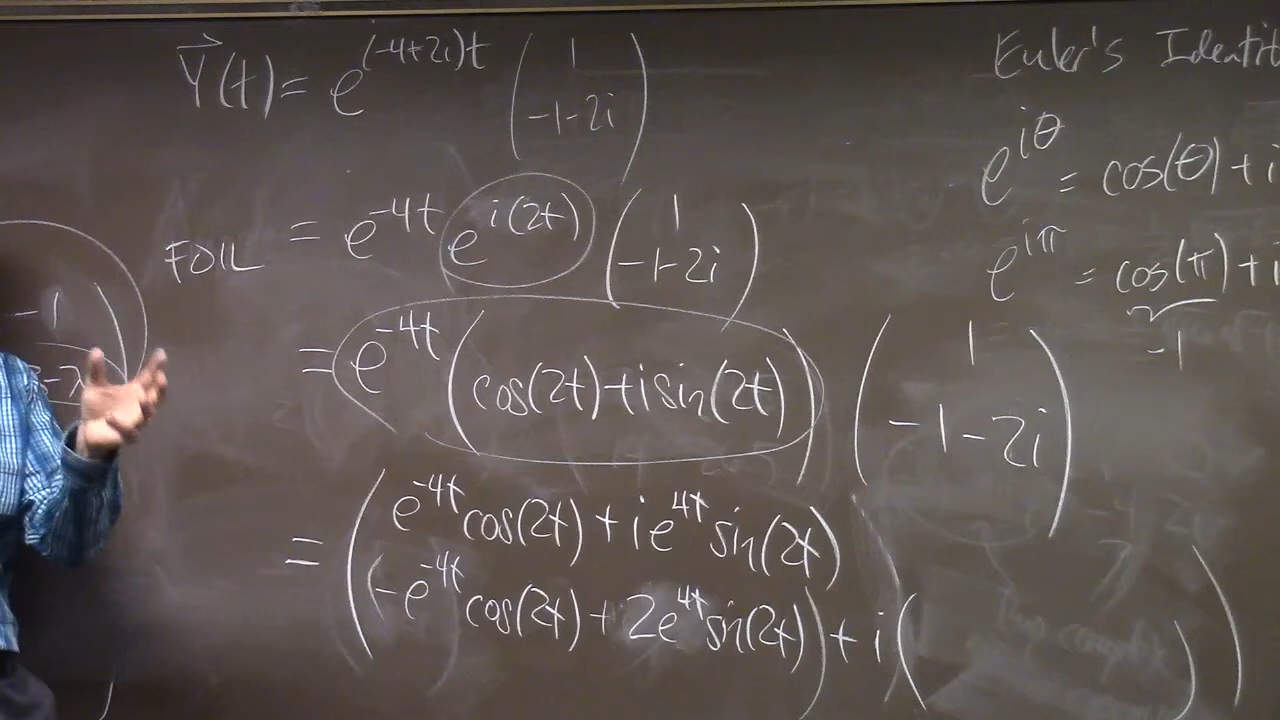 Y⃗(t) = e^{(-4+2i)t} ( 1
-1-2i )
FOIL = e^{-4t} e^{i(2t)} ( 1
-1-2i )
= e^{-4t} ( cos(2t) + i sin(2t) ) ( 1
-1-2i )
= ( e^{-4t} cos(2t) + i e^{4t} sin(2t)
(-e^{-4t} cos(2t) + 2e^{4t} sin(2t)) + i ( ) )
Euler's Identit
e^{iθ} = cos(θ) + i
e^{iπ} = cos(π) + i
-1
-1